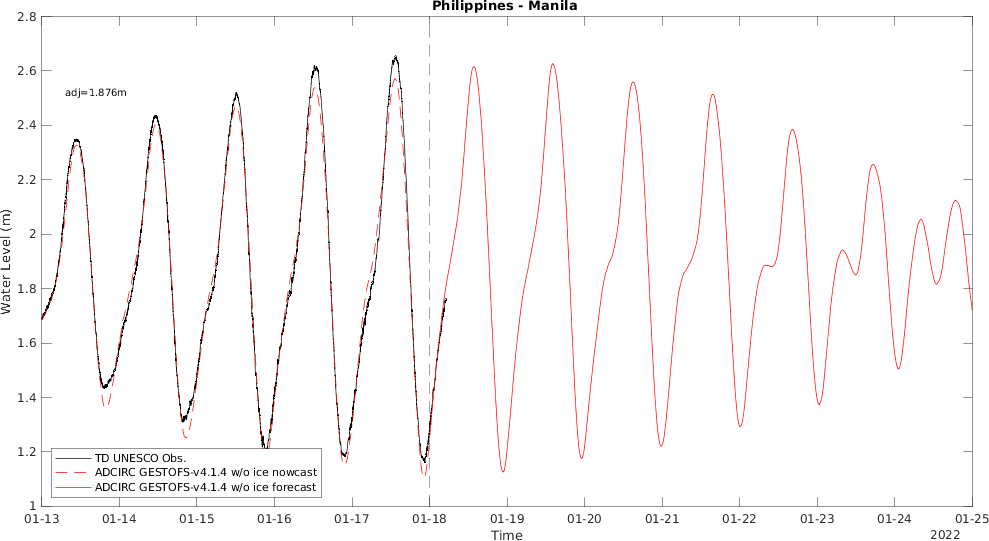 Philippines - Manila
2.8
2.6
adj=1.876m
2.4
2.2
2
1.8
1.6
1.4
1.2
1
Water Level (m)
TD UNESCO Obs.
ADCIRC GESTOFS-v4.1.4 w/o ice nowcast
ADCIRC GESTOFS-v4.1.4 w/o ice forecast
01-13 01-14 01-15 01-16 01-17 01-18 01-19 01-20 01-21 01-22 01-23 01-24 01-25
Time
2022